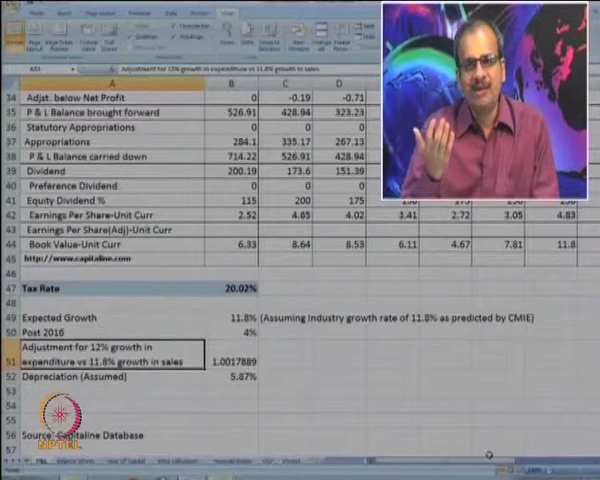 34 Adjst. below Net Profit 0 -0.19 -0.71
35 P & L Balance brought forward 526.91 428.94 323.23
36 Statutory Appropriations 0 0 0
37 Appropriations 284.1 335.17 267.13
38 P & L Balance carried down 714.22 526.91 428.94
39 Dividend 200.19 173.6 151.39
40 Preference Dividend 0 0 0
41 Equity Dividend % 115 200 175
42 Earnings Per Share-Unit Curr 2.52 4.65 4.02 3.41 2.72 3.05 4.83
43 Earnings Per Share(Adj)-Unit Curr
44 Book Value-Unit Curr 6.33 8.64 8.53 6.11 4.67 7.81 11.8
45 http://www.capitaline.com
46
47 Tax Rate 20.02%
48
49 Expected Growth 11.8% (Assuming Industry growth rate of 11.8% as predicted by CMIE)
50 Post 2016 4%
Adjustment for 12% growth in
51 expenditure vs 11.8% growth in sales 1.0017889
52 Depreciation (Assumed) 5.87%
53
54
55
56 Source: Capitaline Database
57
NPTEL